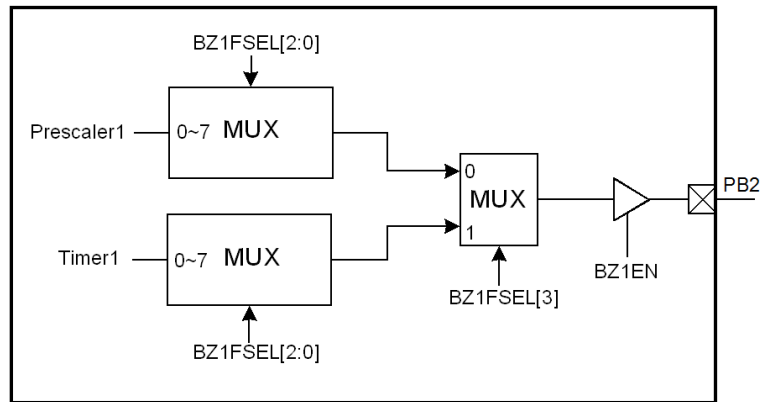 BZ1FSEL[2:0]
Prescaler1
0~7 MUX
0
MUX
1
PB2
Timer1
0~7 MUX
BZ1EN
BZ1FSEL[3]
BZ1FSEL[2:0]